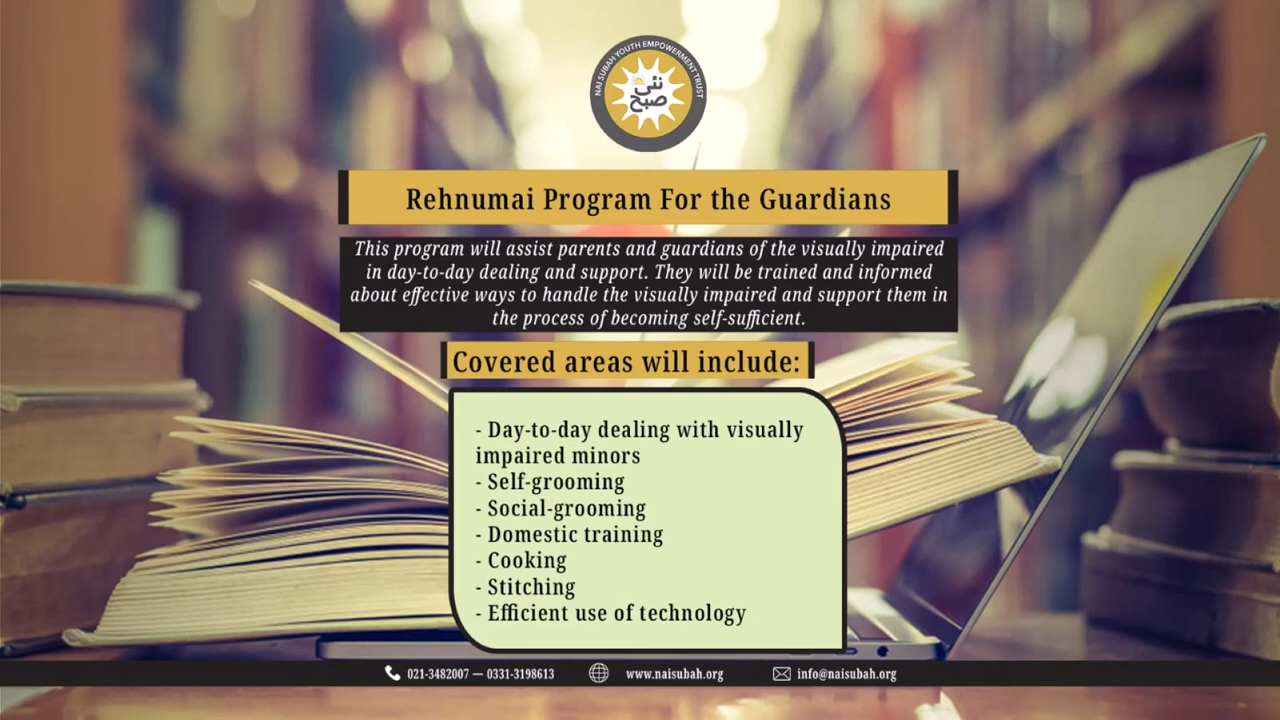 NAI SUBAH YOUTH EMPOWERMENT TRUST
نئی
صبح
Rehnumai Program For the Guardians
This program will assist parents and guardians of the visually impaired
in day-to-day dealing and support. They will be trained and informed
about effective ways to handle the visually impaired and support them in
the process of becoming self-sufficient.
Covered areas will include:
- Day-to-day dealing with visually
impaired minors
- Self-grooming
- Social-grooming
- Domestic training
- Cooking
- Stitching
- Efficient use of technology
021-3482007 — 0331-3198613 www.naisubah.org info@naisubah.org